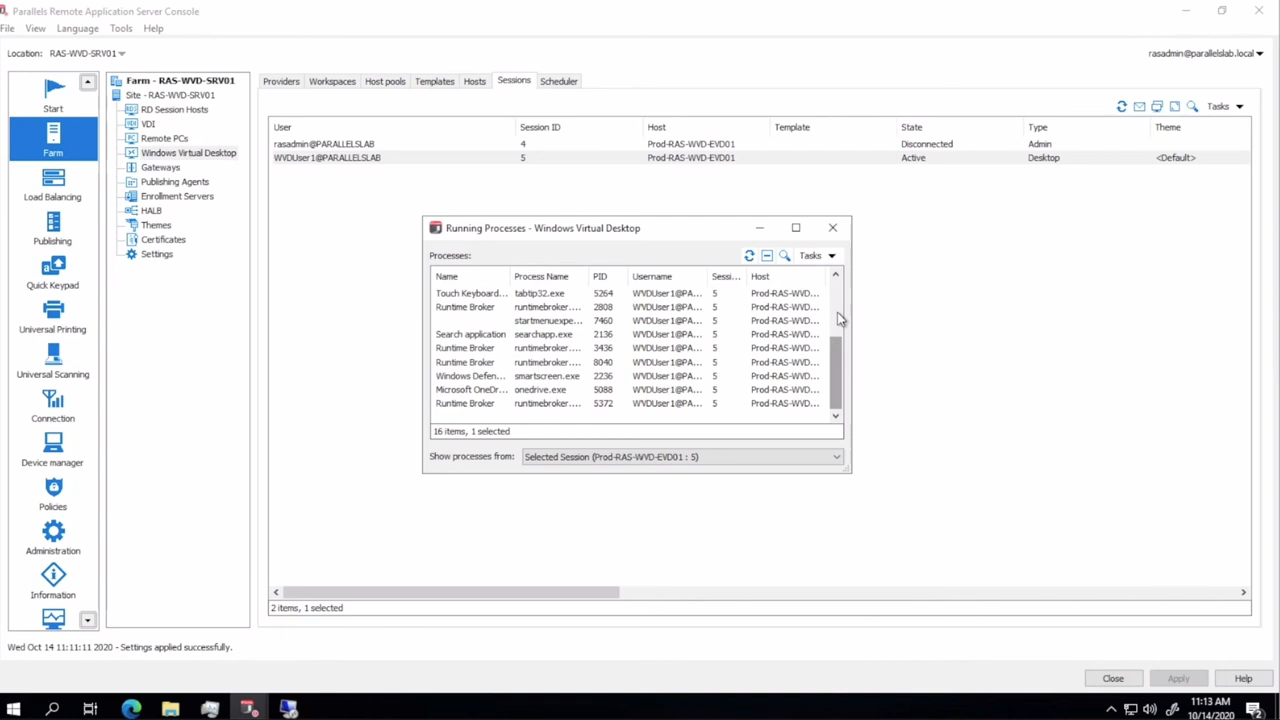 Parallels Remote Application Server Console
File View Language Tools Help
Location: RAS-WVD-SRV01
rasadmin@parallelslab.local
Start
Farm
Load Balancing
Publishing
Quick Keypad
Universal Printing
Universal Scanning
Connection
Device manager
Policies
Administration
Information
Farm - RAS-WVD-SRV01
Site - RAS-WVD-SRV01
RD Session Hosts
VDI
Remote PCs
Windows Virtual Desktop
Gateways
Publishing Agents
Enrollment Servers
HALB
Themes
Certificates
Settings
Providers Workspaces Host pools Templates Hosts Sessions Scheduler
Tasks
User Session ID Host Template State Type Theme
rasadmin@PARALLELSLAB 4 Prod-RAS-WVD-EVD01 Disconnected Admin
WVDUser1@PARALLELSLAB 5 Prod-RAS-WVD-EVD01 Active Desktop <Default>
Running Processes - Windows Virtual Desktop
Processes:
Tasks
Name Process Name PID Username Sessi... Host
Touch Keyboard... tabtip32.exe 5264 WVDUser1@PA... 5 Prod-RAS-WVD...
Runtime Broker runtimebroker.... 2808 WVDUser1@PA... 5 Prod-RAS-WVD...
startmenuexpe... 7460 WVDUser1@PA... 5 Prod-RAS-WVD...
Search application searchapp.exe 2136 WVDUser1@PA... 5 Prod-RAS-WVD...
Runtime Broker runtimebroker.... 3436 WVDUser1@PA... 5 Prod-RAS-WVD...
Runtime Broker runtimebroker.... 8040 WVDUser1@PA... 5 Prod-RAS-WVD...
Windows Defen... smartscreen.exe 2236 WVDUser1@PA... 5 Prod-RAS-WVD...
Microsoft OneDr... onedrive.exe 5088 WVDUser1@PA... 5 Prod-RAS-WVD...
Runtime Broker runtimebroker.... 5372 WVDUser1@PA... 5 Prod-RAS-WVD...
16 items, 1 selected
Show processes from: Selected Session (Prod-RAS-WVD-EVD01 : 5)
2 items, 1 selected
Wed Oct 14 11:11:11 2020 - Settings applied successfully.
Close Apply Help
11:13 AM
10/14/2020
2